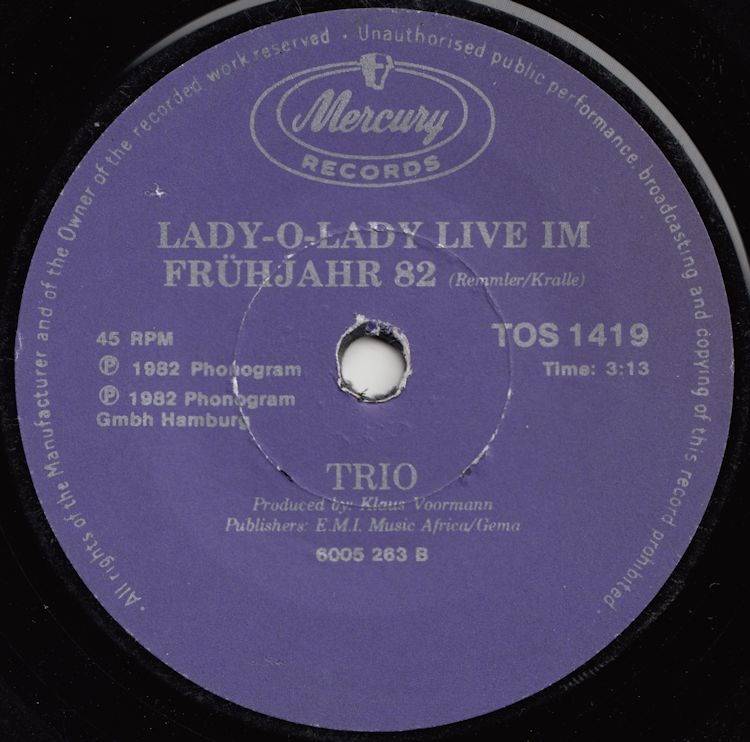 All rights of the Manufacturer and of the Owner of the recorded work reserved · Unauthorised public performance, broadcasting and copying of this record prohibited ·
Mercury
RECORDS
LADY-O-LADY LIVE IM
FRÜHJAHR 82 (Remmler/Kralle)
45 RPM
TOS 1419
℗ 1982 Phonogram
Time: 3:13
℗ 1982 Phonogram
Gmbh Hamburg
TRIO
Produced by: Klaus Voormann
Publishers: E.M.I. Music Africa/Gema
6005 263 B